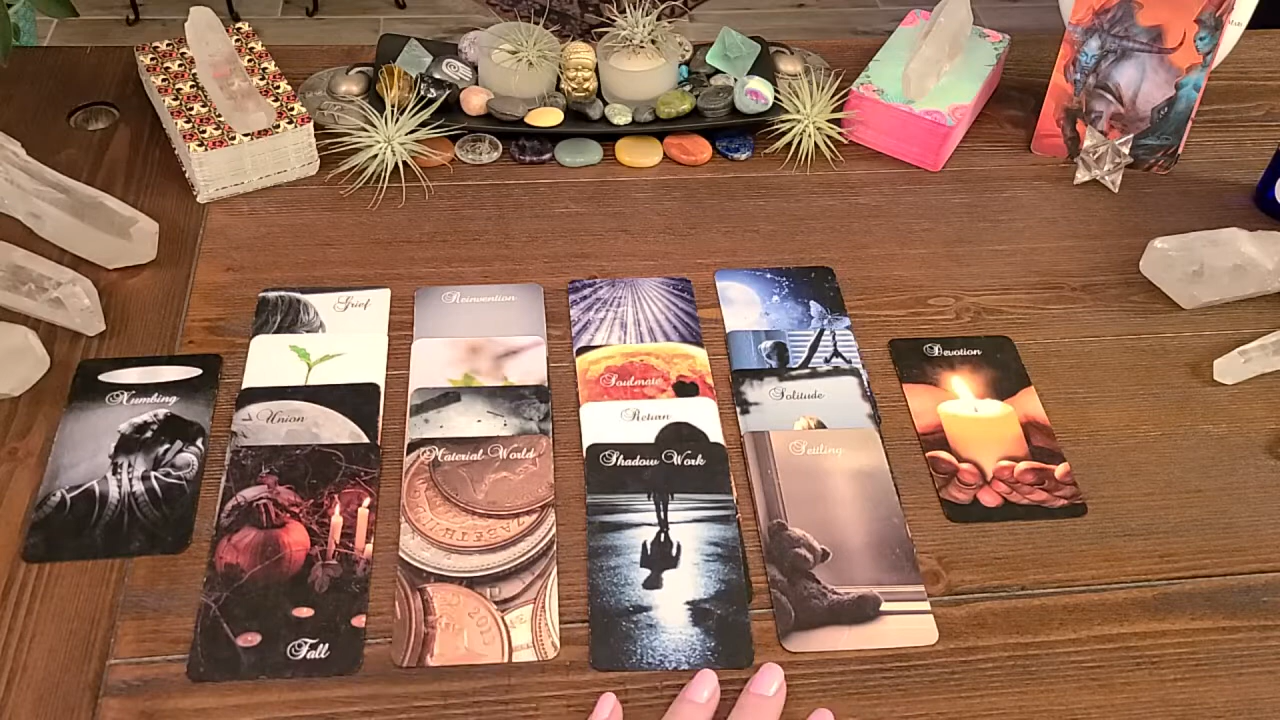 Grief
Reinvention
Soulmate
Devotion
Numbing
Union
Return
Solitude
Material World
Shadow Work
Settling
Fall